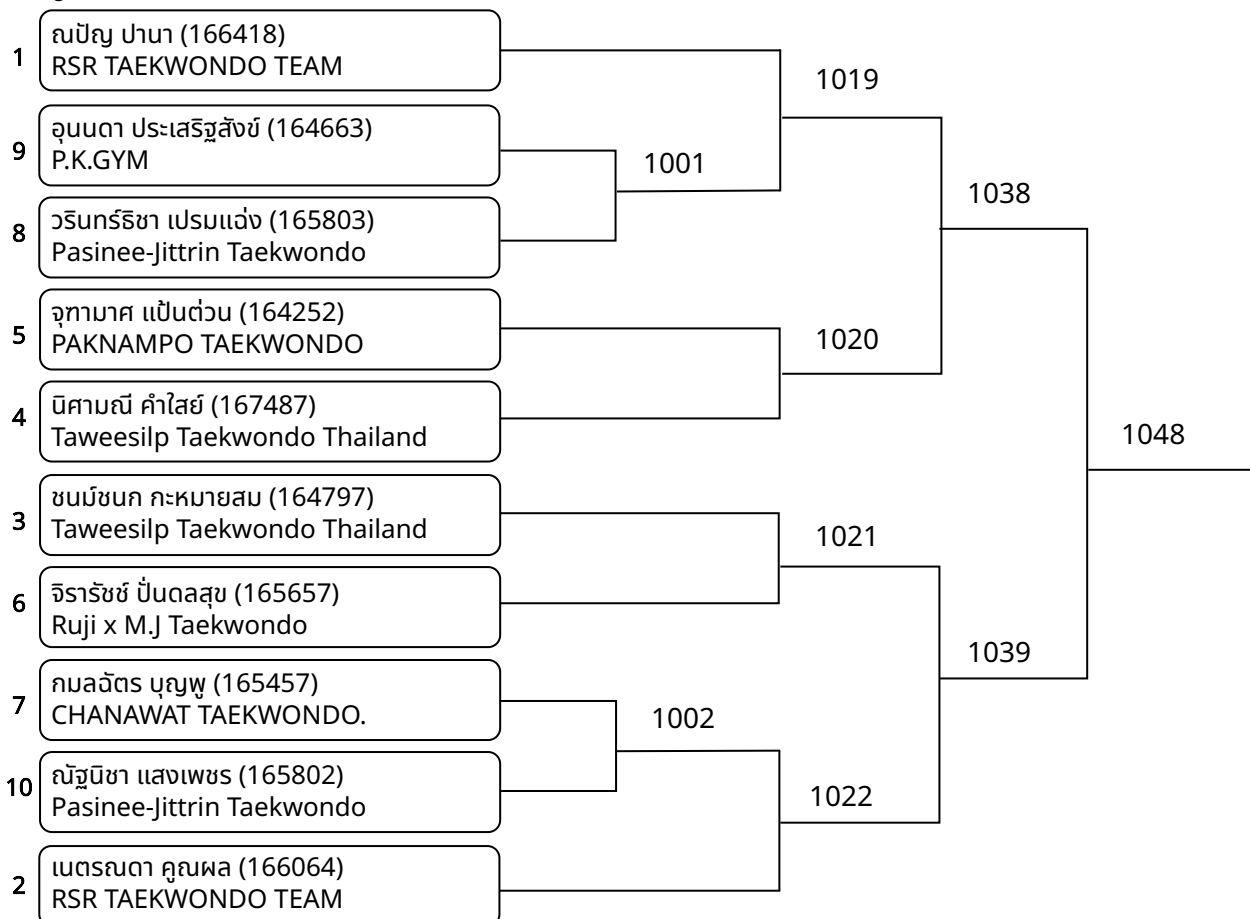 1
ณปัญ ปานา (166418)
RSR TAEKWONDO TEAM
1019
9
อุนนดา ประเสริฐสังข์ (164663)
P.K.GYM
1001
8
วรินทร์ธิชา เปรมแฉ่ง (165803)
Pasinee-Jittrin Taekwondo
1038
5
จุฑามาศ แป้นต่วน (164252)
PAKNAMPO TAEKWONDO
1020
4
นิศามณี คำใสย์ (167487)
Taweesilp Taekwondo Thailand
1048
3
ชนม์ชนก กะหมายสม (164797)
Taweesilp Taekwondo Thailand
1021
6
จิรารัชช์ ปั่นดลสุข (165657)
Ruji x M.J Taekwondo
1039
7
กมลฉัตร บุญพู (165457)
CHANAWAT TAEKWONDO.
1002
10
ณัฐนิชา แสงเพชร (165802)
Pasinee-Jittrin Taekwondo
1022
2
เนตรณดา คูณผล (166064)
RSR TAEKWONDO TEAM